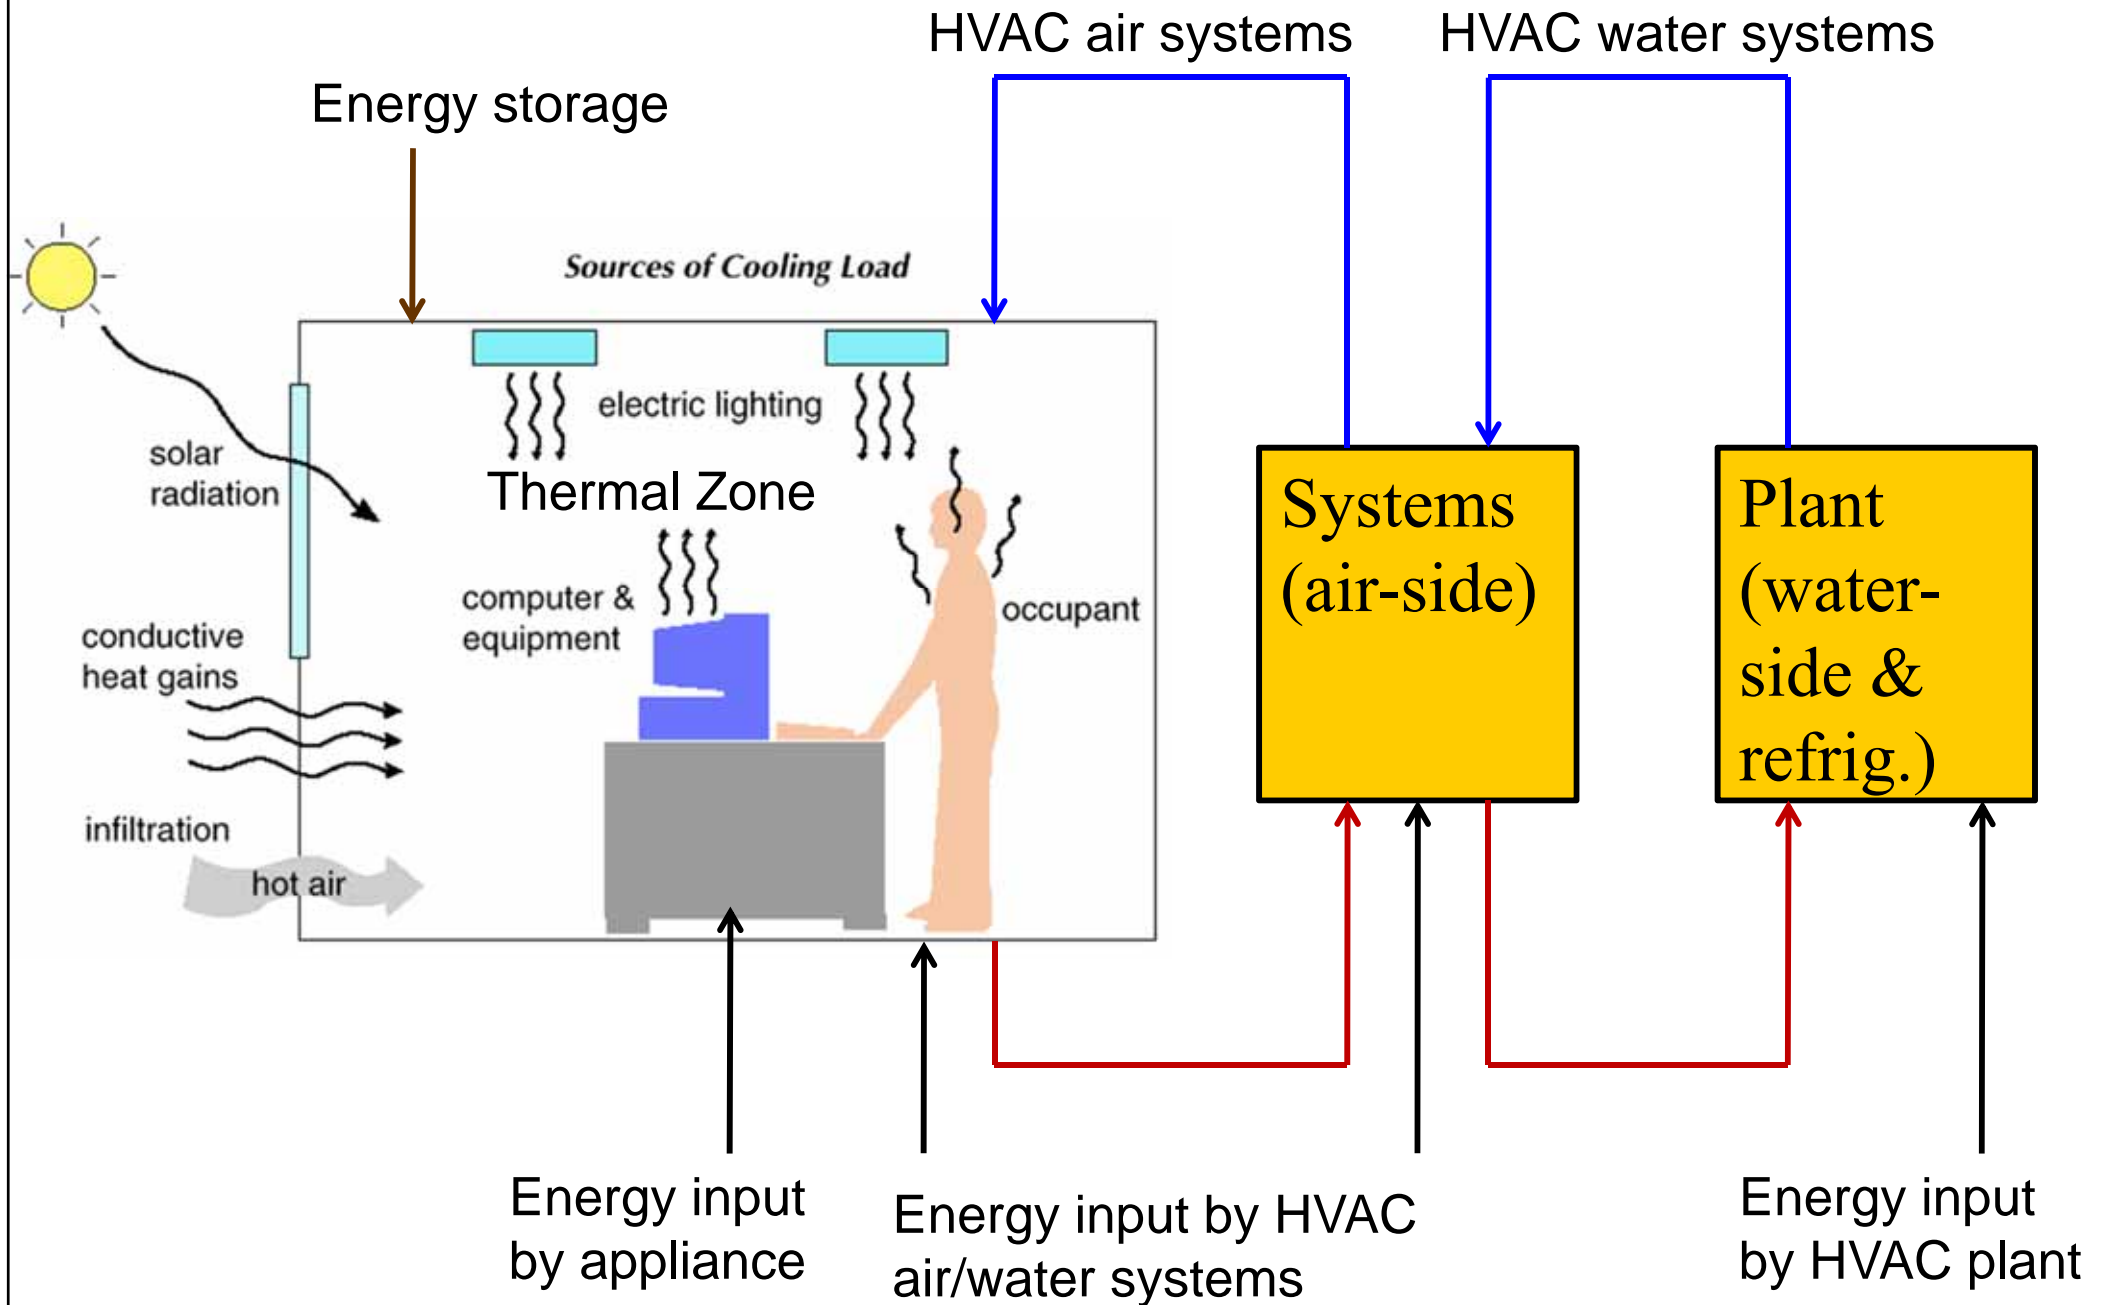 HVAC air systems
HVAC water systems
Energy storage
Sources of Cooling Load
electric lighting
solar
radiation
Thermal Zone
computer &
equipment
occupant
conductive
heat gains
infiltration
hot air
Systems
(air-side)
Plant
(water-
side &
refrig.)
Energy input
by appliance
Energy input by HVAC
air/water systems
Energy input
by HVAC plant